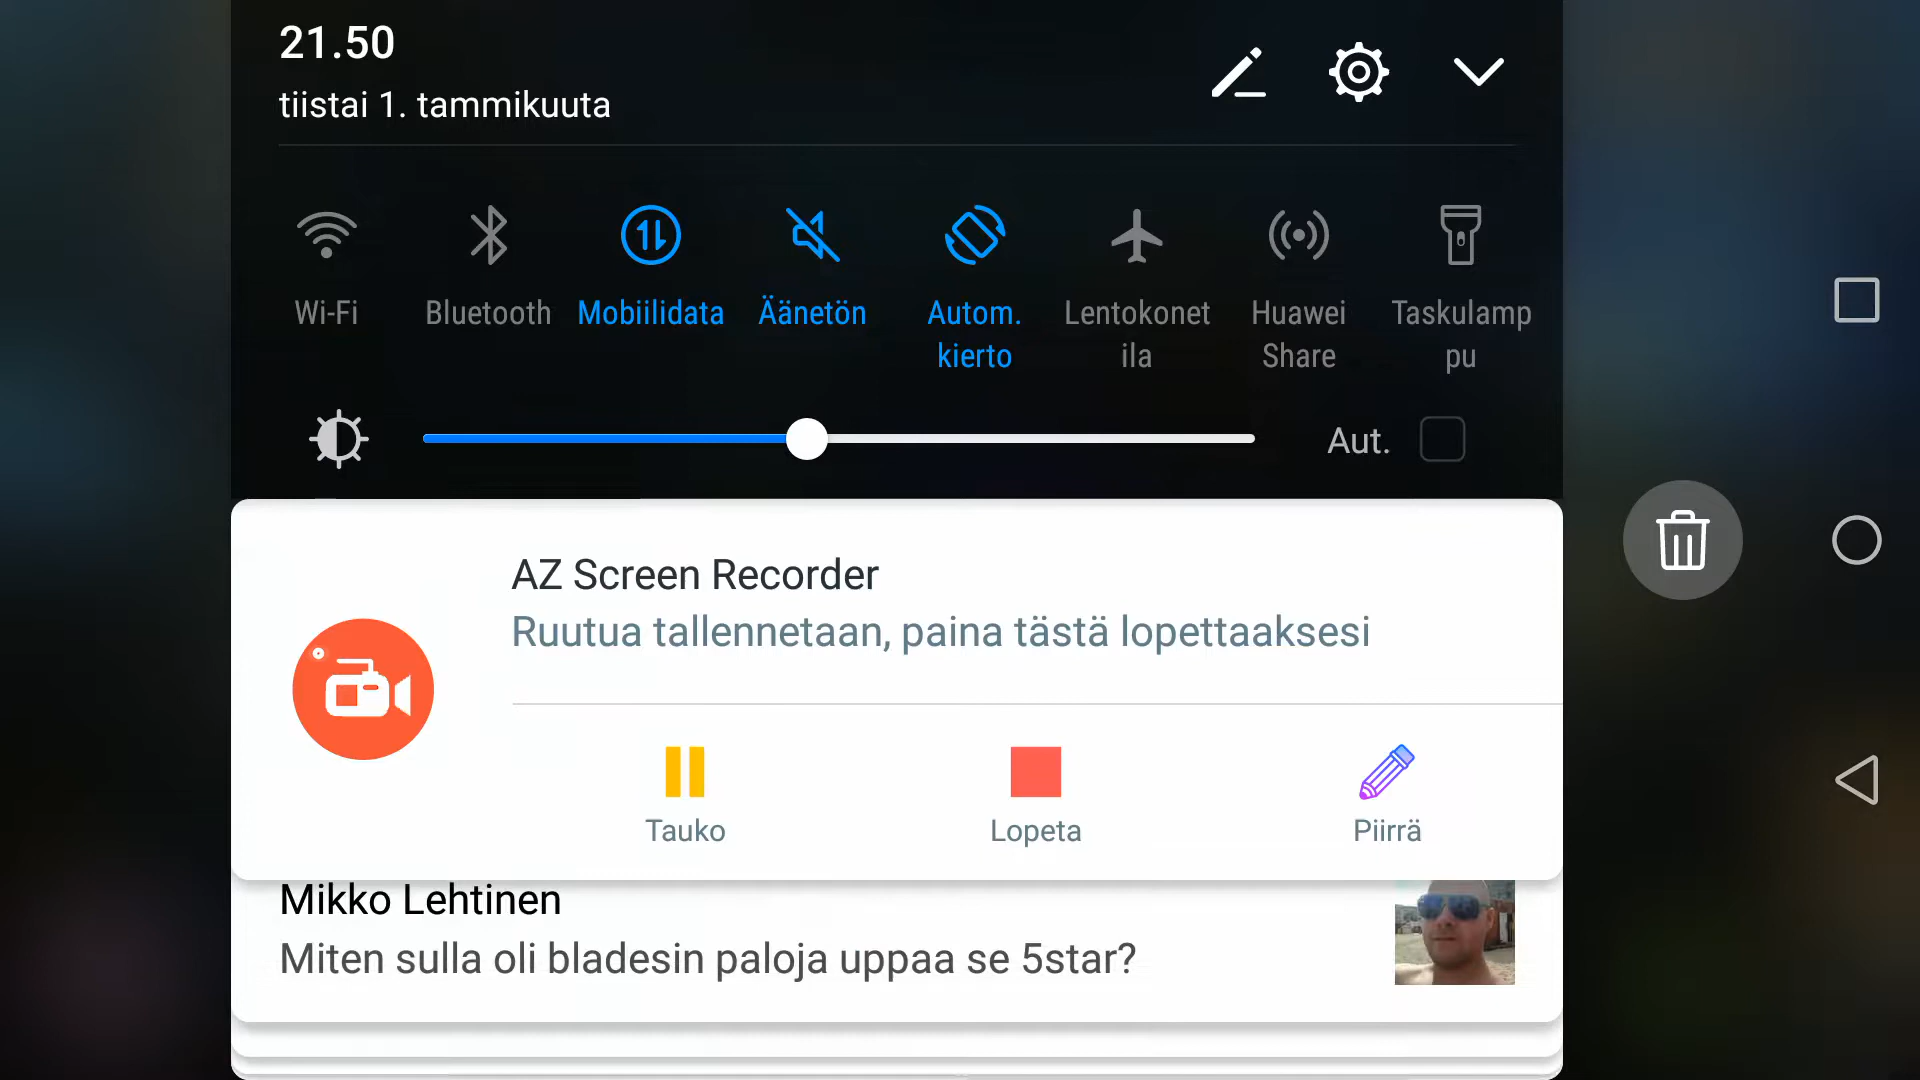 21.50
tiistai 1. tammikuuta
Wi-Fi
Bluetooth
Mobiilidata
Äänetön
Autom.
kierto
Lentokonet
ila
Huawei
Share
Taskulamp
pu
Aut.
AZ Screen Recorder
Ruutua tallennetaan, paina tästä lopettaaksesi
Tauko
Lopeta
Piirrä
Mikko Lehtinen
Miten sulla oli bladesin paloja uppaa se 5star?